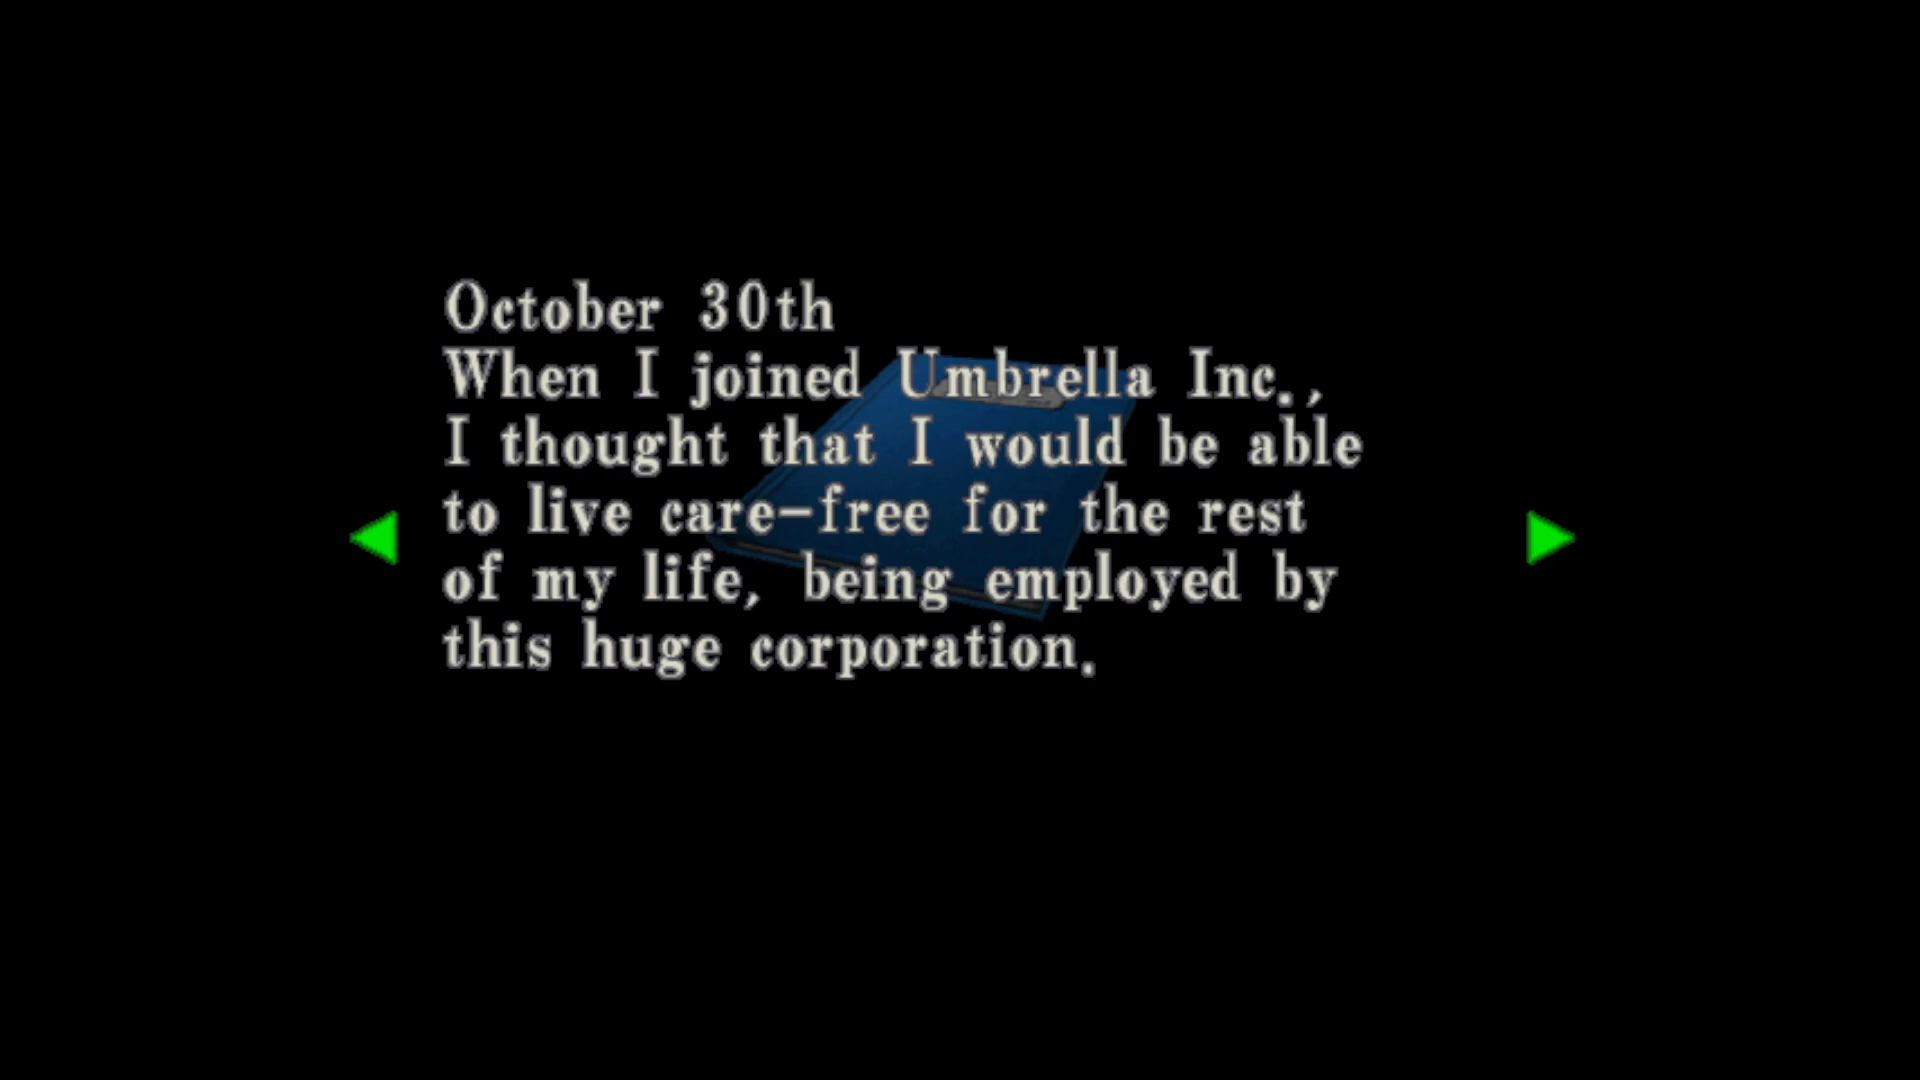 October 30th
When I joined Umbrella Inc.,
I thought that I would be able
to live care-free for the rest
of my life, being employed by
this huge corporation.